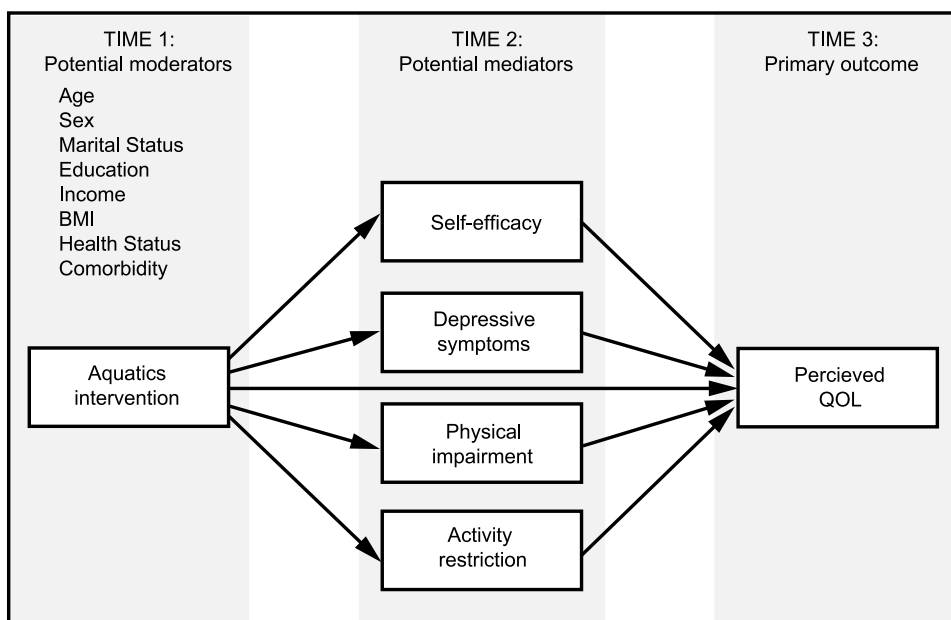 TIME 1:
Potential moderators
Age
Sex
Marital Status
Education
Income
BMI
Health Status
Comorbidity
Aquatics
intervention
TIME 2:
Potential mediators
Self-efficacy
Depressive
symptoms
Physical
impairment
Activity
restriction
TIME 3:
Primary outcome
Percieved
QOL